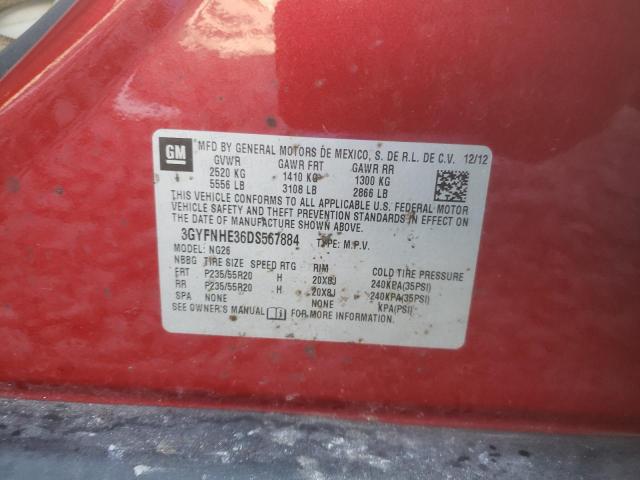 GM
MFD BY GENERAL MOTORS DE MEXICO, S. DE R.L. DE C.V. 12/12
GVWR GAWR FRT GAWR RR
2520 KG 1410 KG 1300 KG
5556 LB 3108 LB 2866 LB
THIS VEHICLE CONFORMS TO ALL APPLICABLE U.S. FEDERAL MOTOR
VEHICLE SAFETY AND THEFT PREVENTION STANDARDS IN EFFECT ON
THE DATE OF MANUFACTURE SHOWN ABOVE.
3GYFNHE36DS567884 TYPE: M.P.V.
MODEL: NG26
NBBG TIRE SIZE SPEED RTG RIM COLD TIRE PRESSURE
FRT P235/55R20 H 20X8J 240KPA(35PSI)
RR P235/55R20 H 20X8J 240KPA(35PSI)
SPA NONE NONE KPA(PSI)
SEE OWNER'S MANUAL FOR MORE INFORMATION.